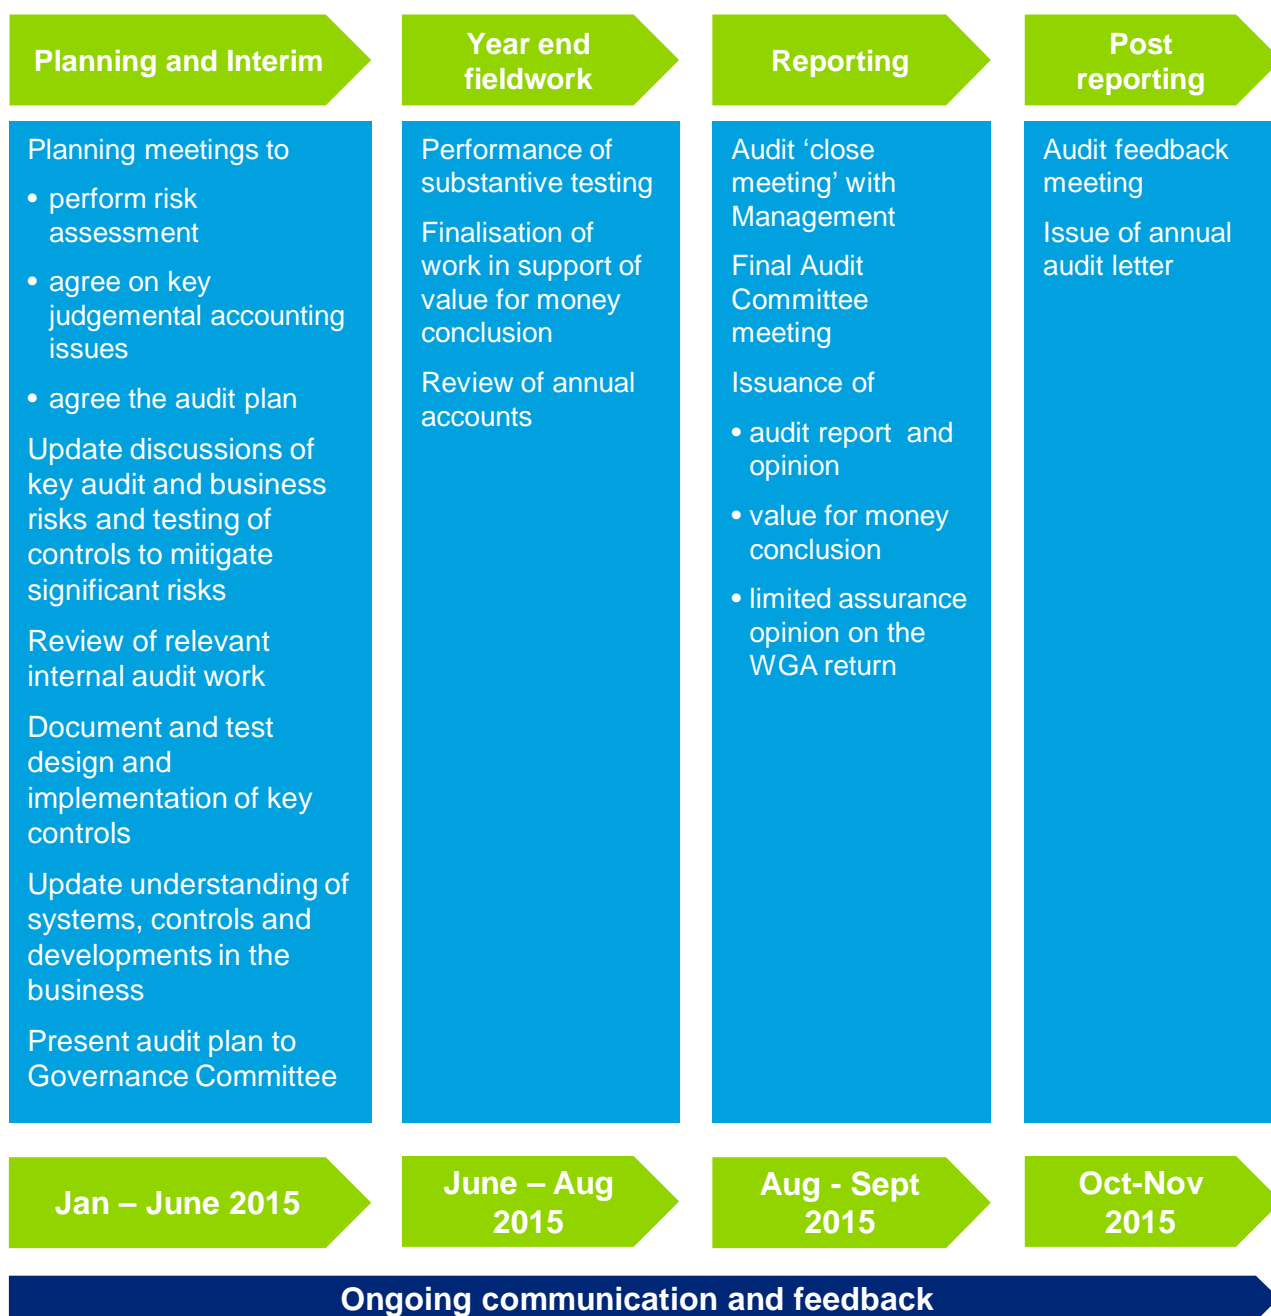 Planning and Interim
Year end
fieldwork
Reporting
Post
reporting
Planning meetings to
• perform risk
assessment
• agree on key
judgemental accounting
issues
• agree the audit plan
Update discussions of
key audit and business
risks and testing of
controls to mitigate
significant risks
Review of relevant
internal audit work
Document and test
design and
implementation of key
controls
Update understanding of
systems, controls and
developments in the
business
Present audit plan to
Governance Committee
Performance of
substantive testing
Finalisation of
work in support of
value for money
conclusion
Review of annual
accounts
Audit ‘close
meeting’ with
Management
Final Audit
Committee
meeting
Issuance of
• audit report  and
opinion
• value for money
conclusion
• limited assurance
opinion on the
WGA return
Audit feedback
meeting
Issue of annual
audit letter
Jan – June 2015
June – Aug
2015
Aug - Sept
2015
Oct-Nov
2015
Ongoing communication and feedback